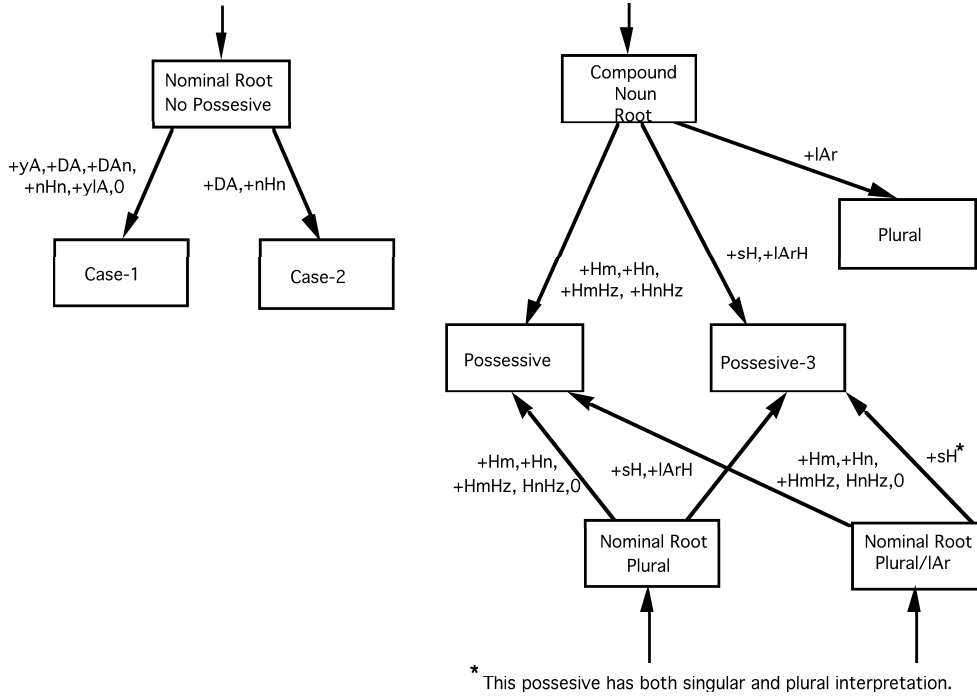 Nominal Root
No Possesive
+yA,+DA,+DAn,
+nHn,+ylA,0
+DA,+nHn
Case-1
Case-2
Compound
Noun
Root
+lAr
Plural
+Hm,+Hn,
+HmHz, +HnHz
+sH,+lArH
Possessive
Possesive-3
+Hm,+Hn,
+HmHz, HnHz,0
+sH,+lArH
+Hm,+Hn,
+HmHz, HnHz,0
+sH*
Nominal Root
Plural
Nominal Root
Plural/lAr
* This possesive has both singular and plural interpretation.